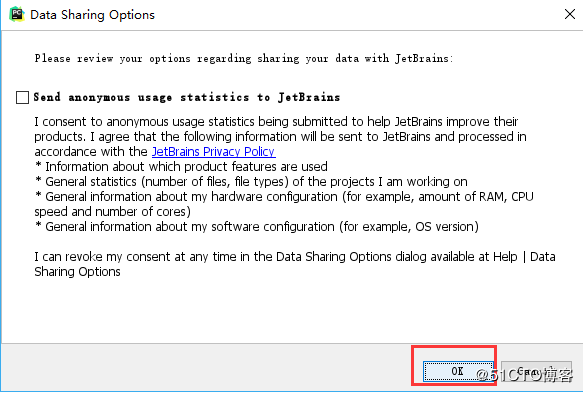 Data Sharing Options
Please review your options regarding sharing your data with JetBrains:
Send anonymous usage statistics to JetBrains
I consent to anonymous usage statistics being submitted to help JetBrains improve their
products. I agree that the following information will be sent to JetBrains and processed in
accordance with the JetBrains Privacy Policy
* Information about which product features are used
* General statistics (number of files, file types) of the projects I am working on
* General information about my hardware configuration (for example, amount of RAM, CPU
speed and number of cores)
* General information about my software configuration (for example, OS version)
I can revoke my consent at any time in the Data Sharing Options dialog available at Help | Data
Sharing Options
OK Cancel
@51CTO博客